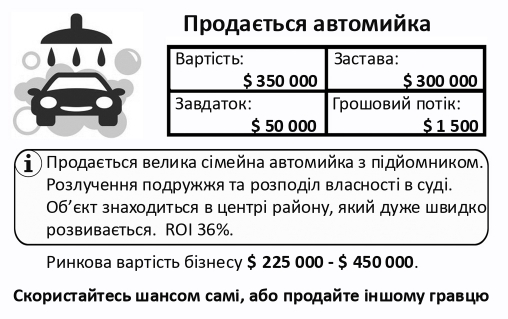 Продається автомийка
Вартість:
$ 350 000
Застава:
$ 300 000
Завдаток:
$ 50 000
Грошовий потік:
$ 1 500
i
Продається велика сімейна автомийка з підйомником.
Розлучення подружжя та розподіл власності в суді.
Об’єкт знаходиться в центрі району, який дуже швидко
розвивається. ROI 36%.
Ринкова вартість бізнесу $ 225 000 - $ 450 000.
Скористайтесь шансом самі, або продайте іншому гравцю